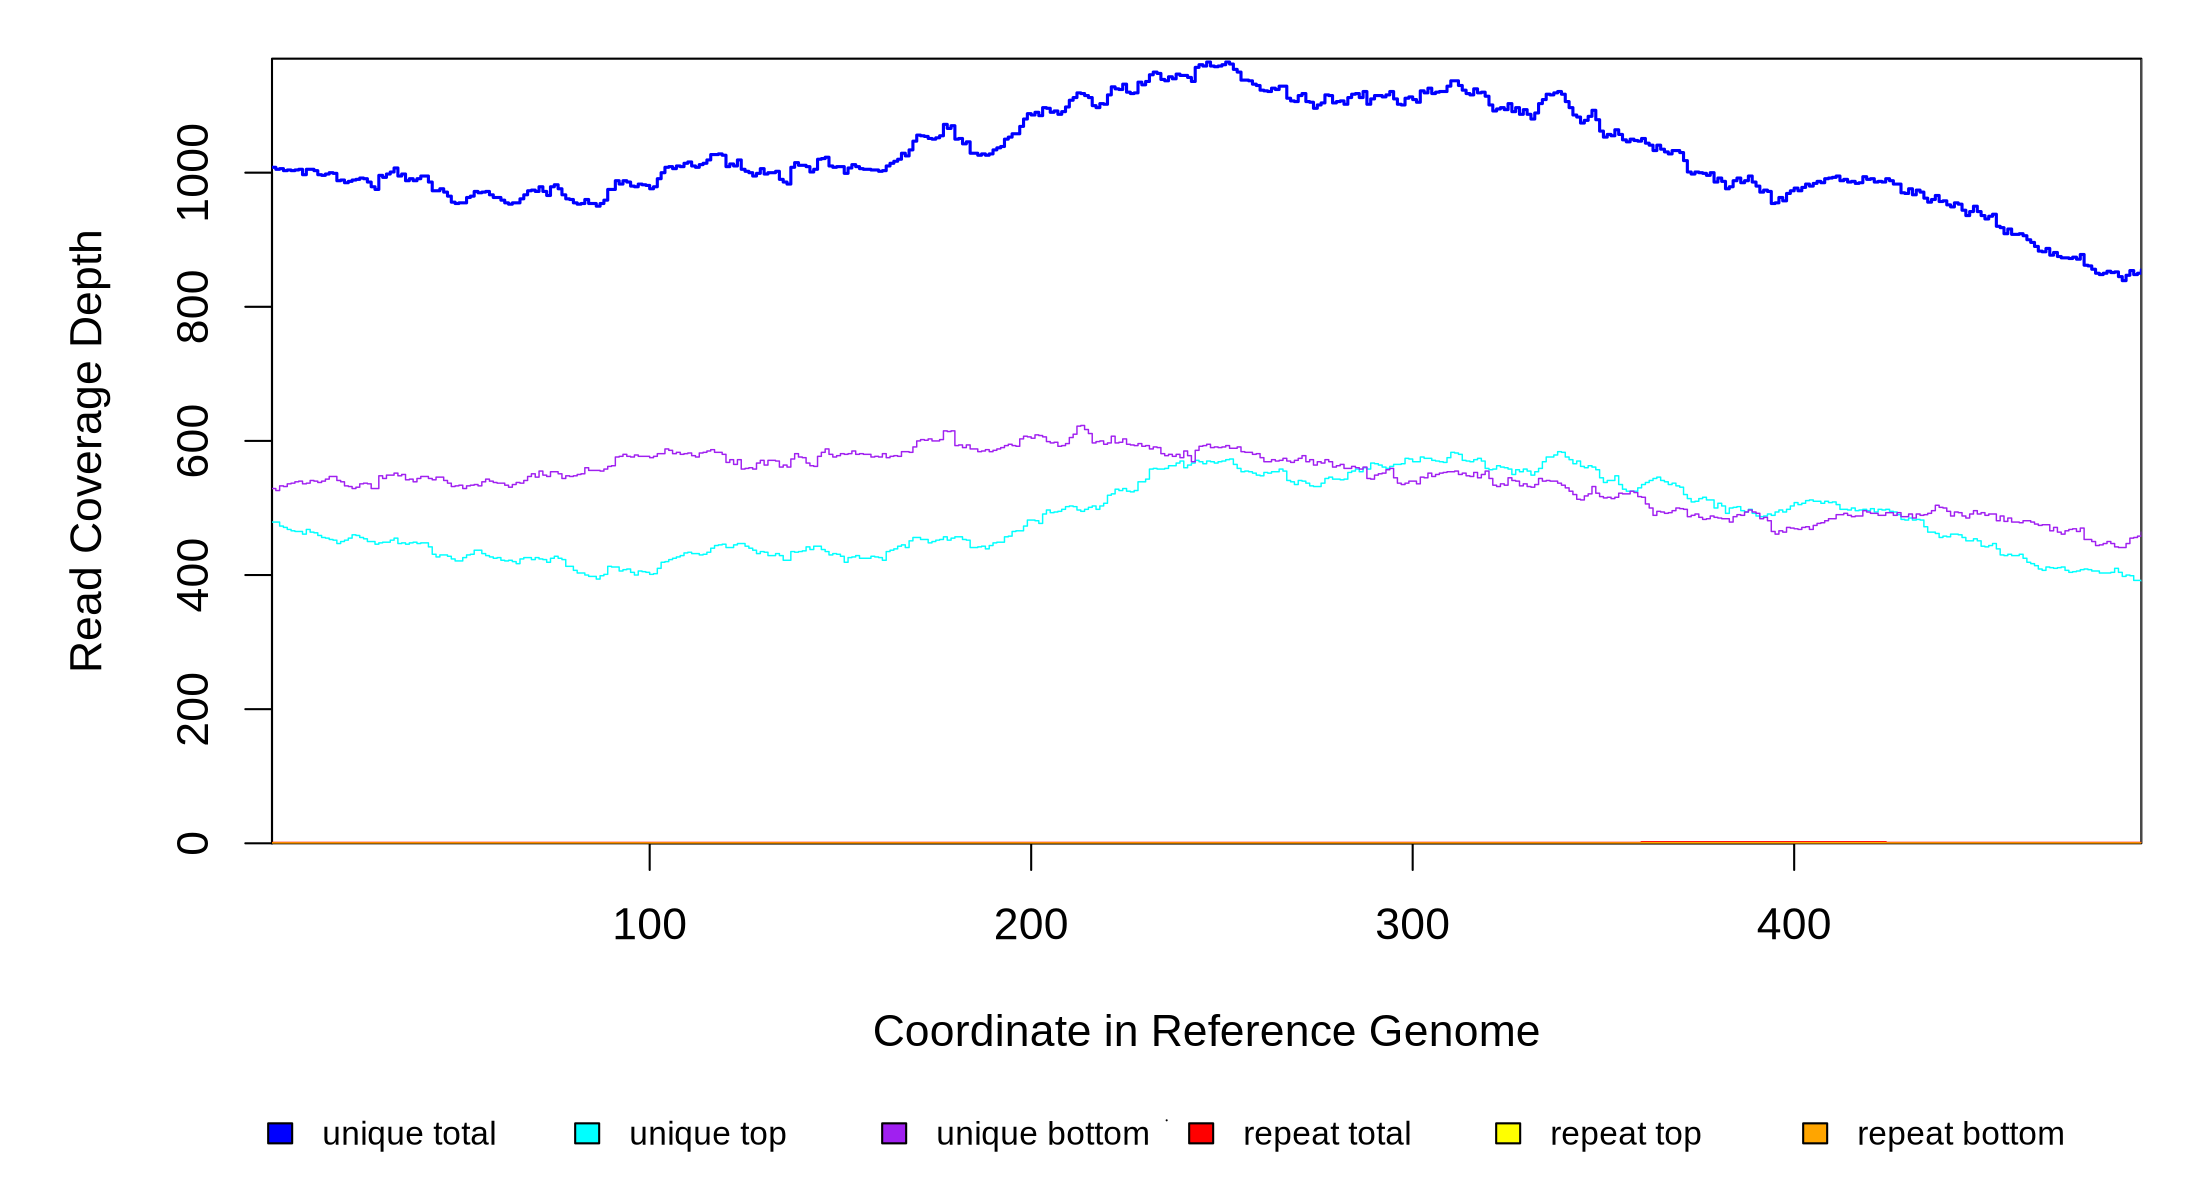 Read Coverage Depth
1000
800
600
400
200
0
100 200 300 400
Coordinate in Reference Genome
unique total unique top unique bottom repeat total repeat top repeat bottom